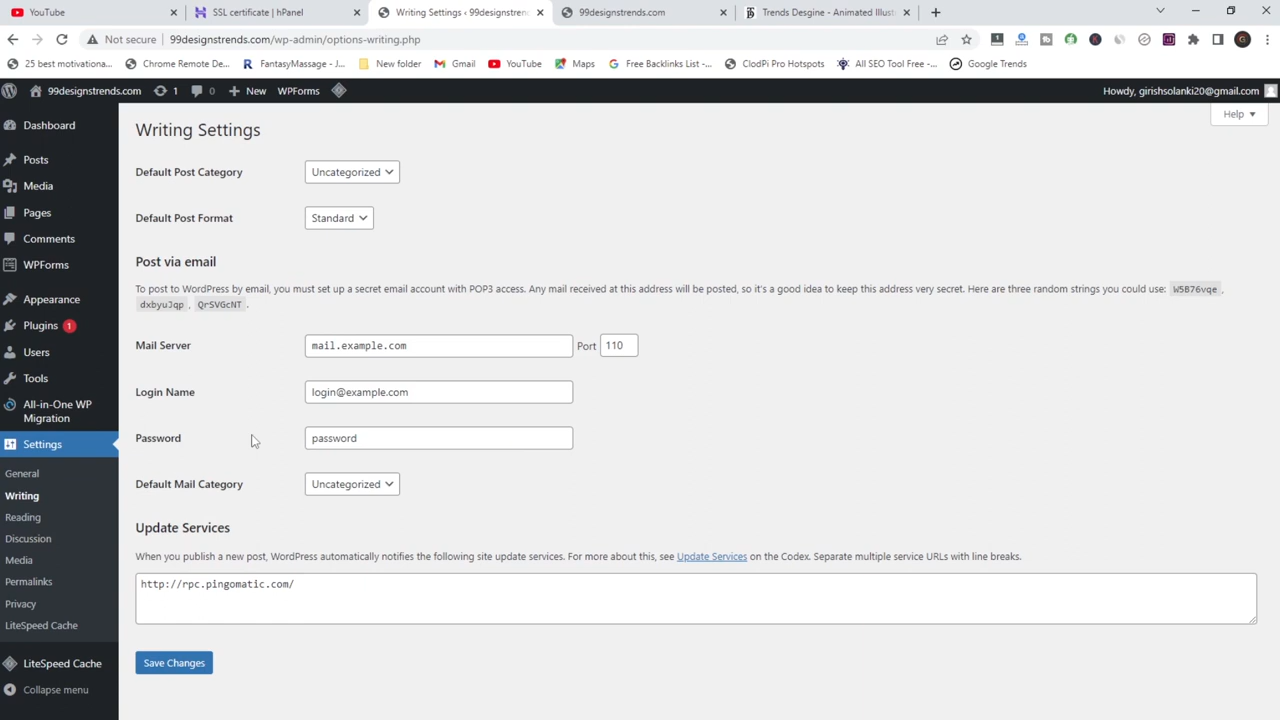 YouTube
SSL certificate | hPanel
Writing Settings ‹ 99designstrends
99designstrends.com
Trends Desgine - Animated Illust
Not secure | 99designstrends.com/wp-admin/options-writing.php
25 best motivationa...
Chrome Remote De...
FantasyMassage - I...
New folder
Gmail
YouTube
Maps
Free Backlinks List-...
ClodPi Pro Hotspots
All SEO Tool Free -...
Google Trends
99designstrends.com 1 0 New WPForms
Howdy, girishsolanki20@gmail.com
Help
Dashboard
Posts
Media
Pages
Comments
WPForms
Appearance
Plugins 1
Users
Tools
All-in-One WP
Migration
Settings
General
Writing
Reading
Discussion
Media
Permalinks
Privacy
LiteSpeed Cache
LiteSpeed Cache
Collapse menu
Writing Settings
Default Post Category Uncategorized
Default Post Format Standard
Post via email
To post to WordPress by email, you must set up a secret email account with POP3 access. Any mail received at this address will be posted, so it's a good idea to keep this address very secret. Here are three random strings you could use: W5B76vqe ,
dxbyuJqp , QrSVGcNT .
Mail Server mail.example.com Port 110
Login Name login@example.com
Password password
Default Mail Category Uncategorized
Update Services
When you publish a new post, WordPress automatically notifies the following site update services. For more about this, see Update Services on the Codex. Separate multiple service URLs with line breaks.
http://rpc.pingomatic.com/
Save Changes